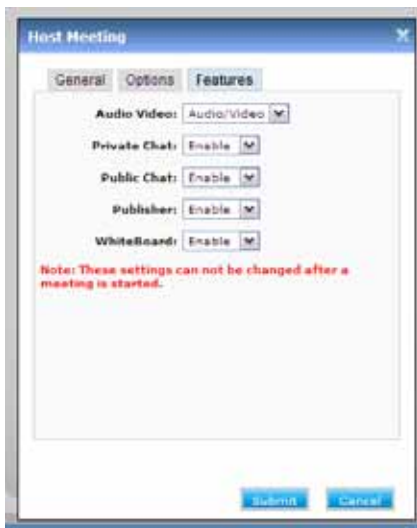 Host Meeting
General Options Features
Audio Video: Audio/Video
Private Chat: Enable
Public Chat: Enable
Publisher: Enable
WhiteBoard: Enable
Note: These settings can not be changed after a
meeting is started.
Submit Cancel